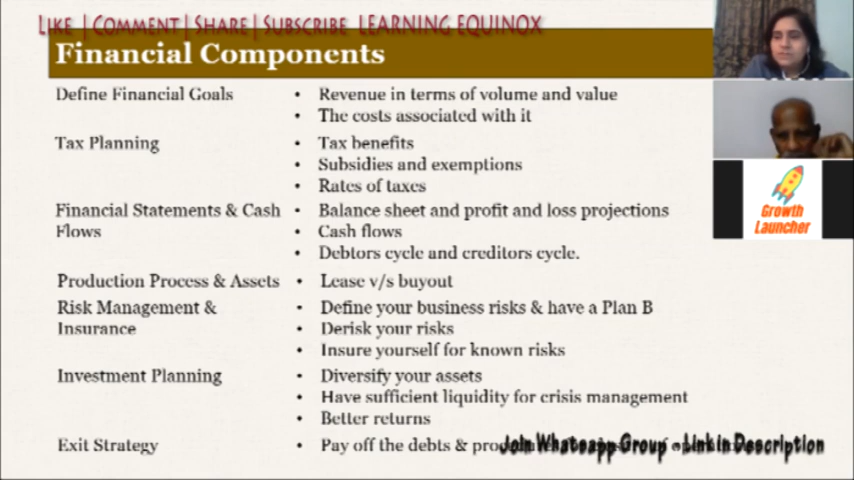 LIKE | COMMENT | SHARE | SUBSCRIBE LEARNING EQUINOX
Financial Components
Define Financial Goals
• Revenue in terms of volume and value
• The costs associated with it
Tax Planning
• Tax benefits
• Subsidies and exemptions
• Rates of taxes
Financial Statements & Cash
Flows
• Balance sheet and profit and loss projections
• Cash flows
• Debtors cycle and creditors cycle.
Production Process & Assets
• Lease v/s buyout
Risk Management &
Insurance
• Define your business risks & have a Plan B
• Derisk your risks
• Insure yourself for known risks
Investment Planning
• Diversify your assets
• Have sufficient liquidity for crisis management
• Better returns
Exit Strategy
• Pay off the debts &
Join Whatsapp Group - Link in Description
Growth
Launcher